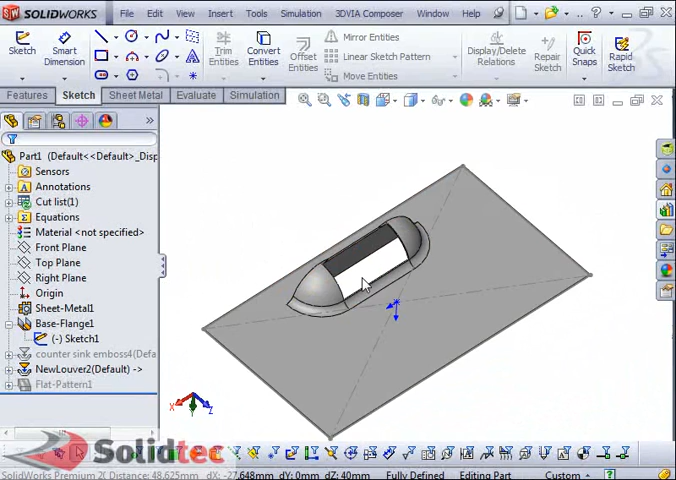 SOLIDWORKS File Edit View Insert Tools Simulation 3DVIA Composer Window Help
Sketch Smart Dimension Trim Entities Convert Entities Offset Entities Mirror Entities Linear Sketch Pattern Move Entities Display/Delete Relations Repair Sketch Quick Snaps Rapid Sketch
Features Sketch Sheet Metal Evaluate Simulation
Part1 (Default<<Default>_Disp
Sensors
Annotations
Cut list(1)
Equations
Material <not specified>
Front Plane
Top Plane
Right Plane
Origin
Sheet-Metal1
Base-Flange1
(-) Sketch1
counter sink emboss4(Defa
NewLouver2(Default) ->
Flat-Pattern1
X Y Z
Solidtec
SolidWorks Premium 20 Distance: 48.625mm dX: -27.648mm dY: 0mm dZ: 40mm Fully Defined Editing Part Custom